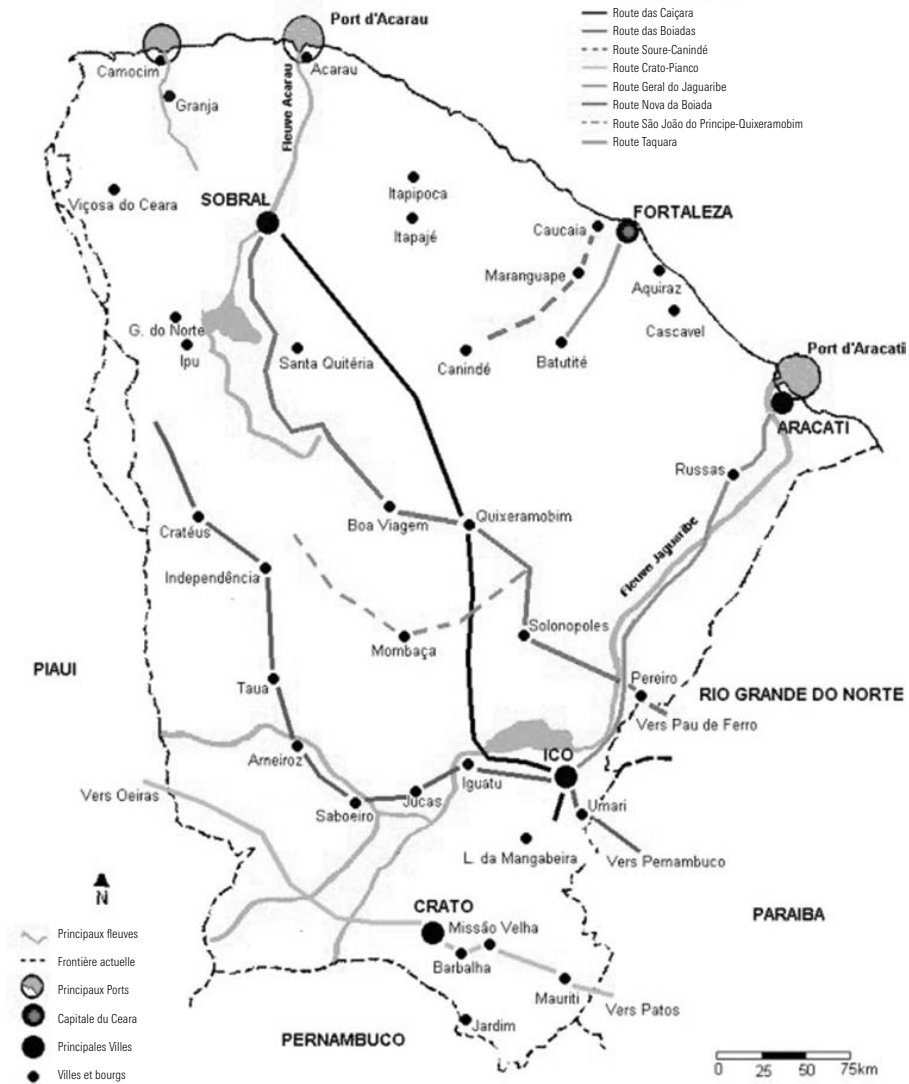 Port d'Acarau
Camocim
Acarau
Granja
Fleuve Acarau
Route das Caiçara
Route das Boiadas
Route Soure-Canindé
Route Crato-Pianco
Route Geral do Jaguaribe
Route Nova da Boiada
Route São João do Principe-Quixeramobim
Route Taquara
Viçosa do Ceara
SOBRAL
Itapipoca
Itapajé
Caucaia
FORTALEZA
Maranguape
Aquiraz
Cascavel
G. do Norte
Ipu
Santa Quitéria
Canindé
Batutité
Port d'Aracati
ARACATI
Russas
Boa Viagem
Quixeramobim
Cratéus
Independência
Fleuve Jaguaribe
Mombaça
Solonopoles
PIAUI
Taua
Pereiro
RIO GRANDE DO NORTE
Vers Pau de Ferro
Arneiroz
ICO
Vers Oeiras
Saboeiro
Jucas
Iguatu
Umari
L. da Mangabeira
Vers Pernambuco
N
CRATO
Missão Velha
PARAIBA
Barbalha
Mauriti
Vers Patos
Jardim
PERNAMBUCO
Principaux fleuves
Frontière actuelle
Principaux Ports
Capitale du Ceara
Principales Villes
Villes et bourgs
0 25 50 75km